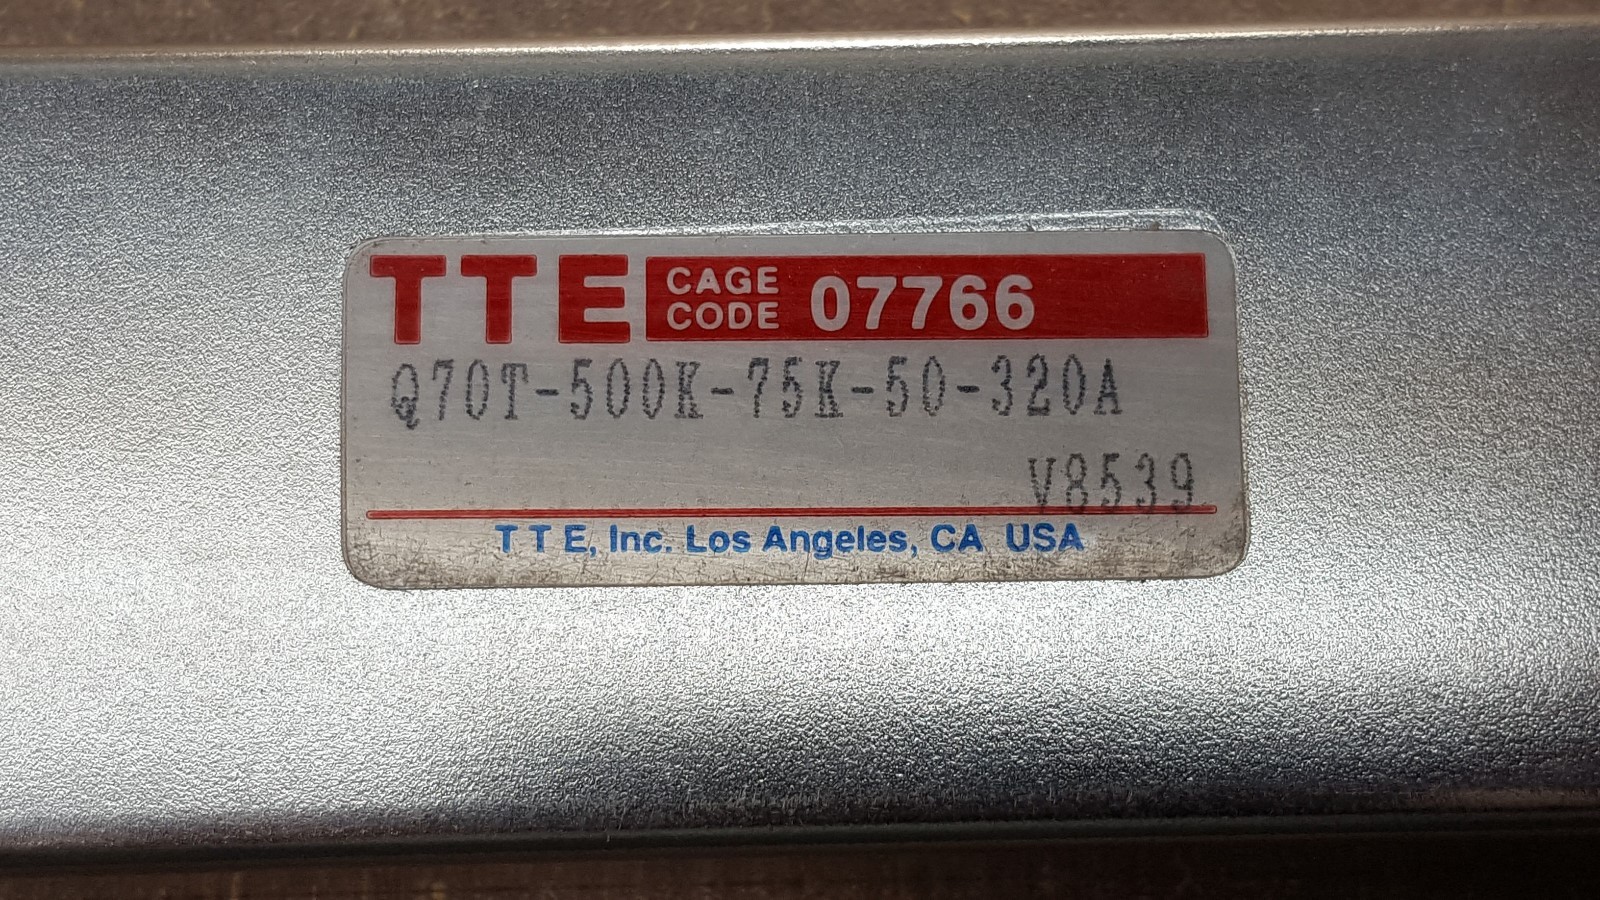 TTE CAGE CODE 07766
Q70T-500K-75K-50-320A
V8539
T T E, Inc. Los Angeles, CA USA